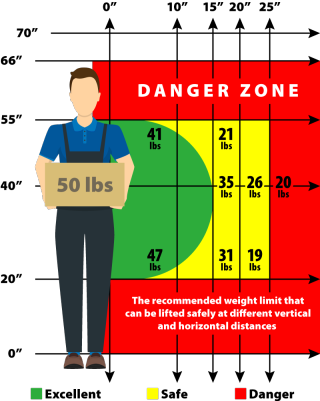 0” 10” 15” 20” 25”
70”
66”
DANGER ZONE
55”
41 21
lbs lbs
50 lbs
40”
35 26 20
lbs lbs lbs
47 31 19
lbs lbs lbs
20”
The recommended weight limit that
can be lifted safely at different vertical
and horizontal distances
0”
Excellent Safe Danger